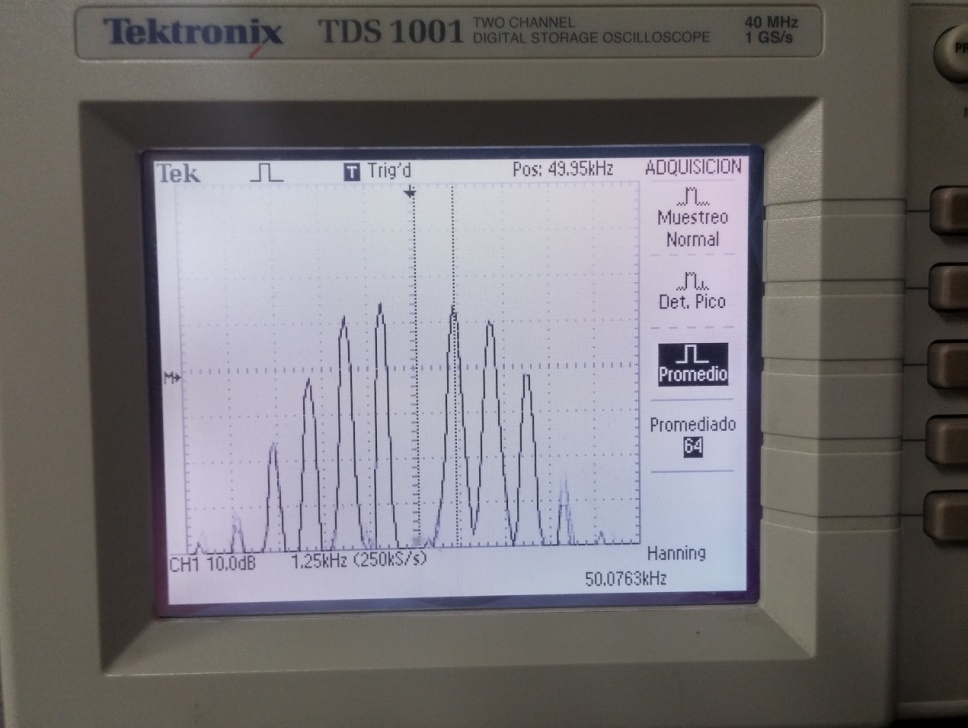 Tektronix TDS 1001 TWO CHANNEL DIGITAL STORAGE OSCILLOSCOPE 40 MHz 1 GS/s
Tek T Trig'd Pos: 49.95kHz ADQUISICION
Muestreo
Normal
Det. Pico
M
Promedio
Promediado
64
CH1 10.0dB 1.25kHz (250kS/s) Hanning
50.0763kHz